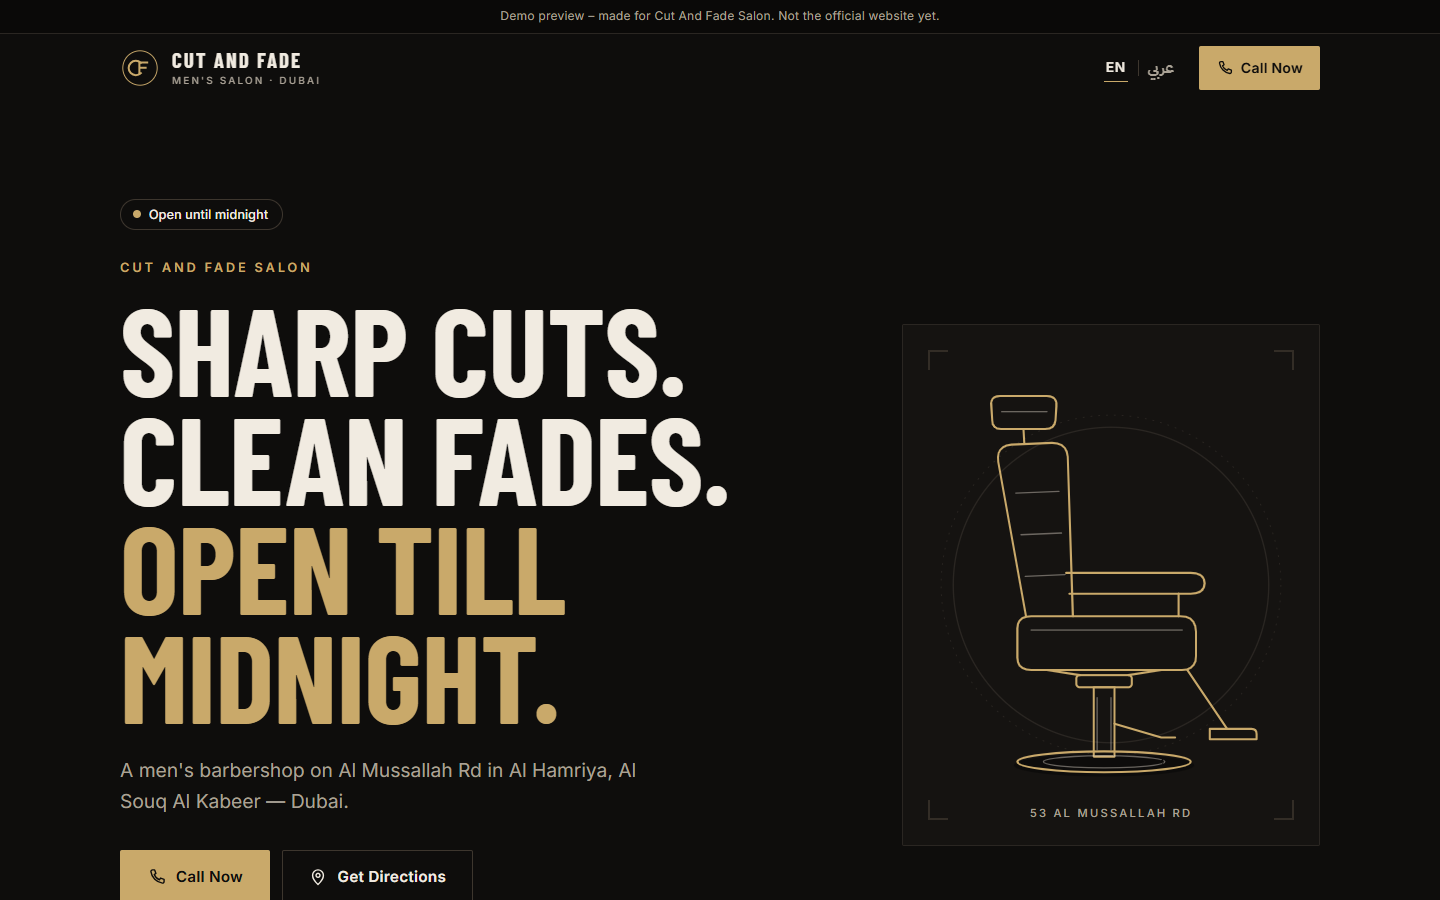 Demo preview – made for Cut And Fade Salon. Not the official website yet.
CUT AND FADE
MEN'S SALON · DUBAI
EN
عربي
Call Now
Open until midnight
CUT AND FADE SALON
SHARP CUTS.
CLEAN FADES.
OPEN TILL
MIDNIGHT.
A men's barbershop on Al Mussallah Rd in Al Hamriya, Al
Souq Al Kabeer — Dubai.
Call Now
Get Directions
53 AL MUSSALLAH RD